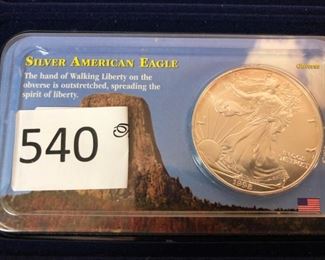 SILVER AMERICAN EAGLE
The hand of Walking Liberty on the
obverse is outstretched, spreading the
spirit of liberty.
Obverse
540